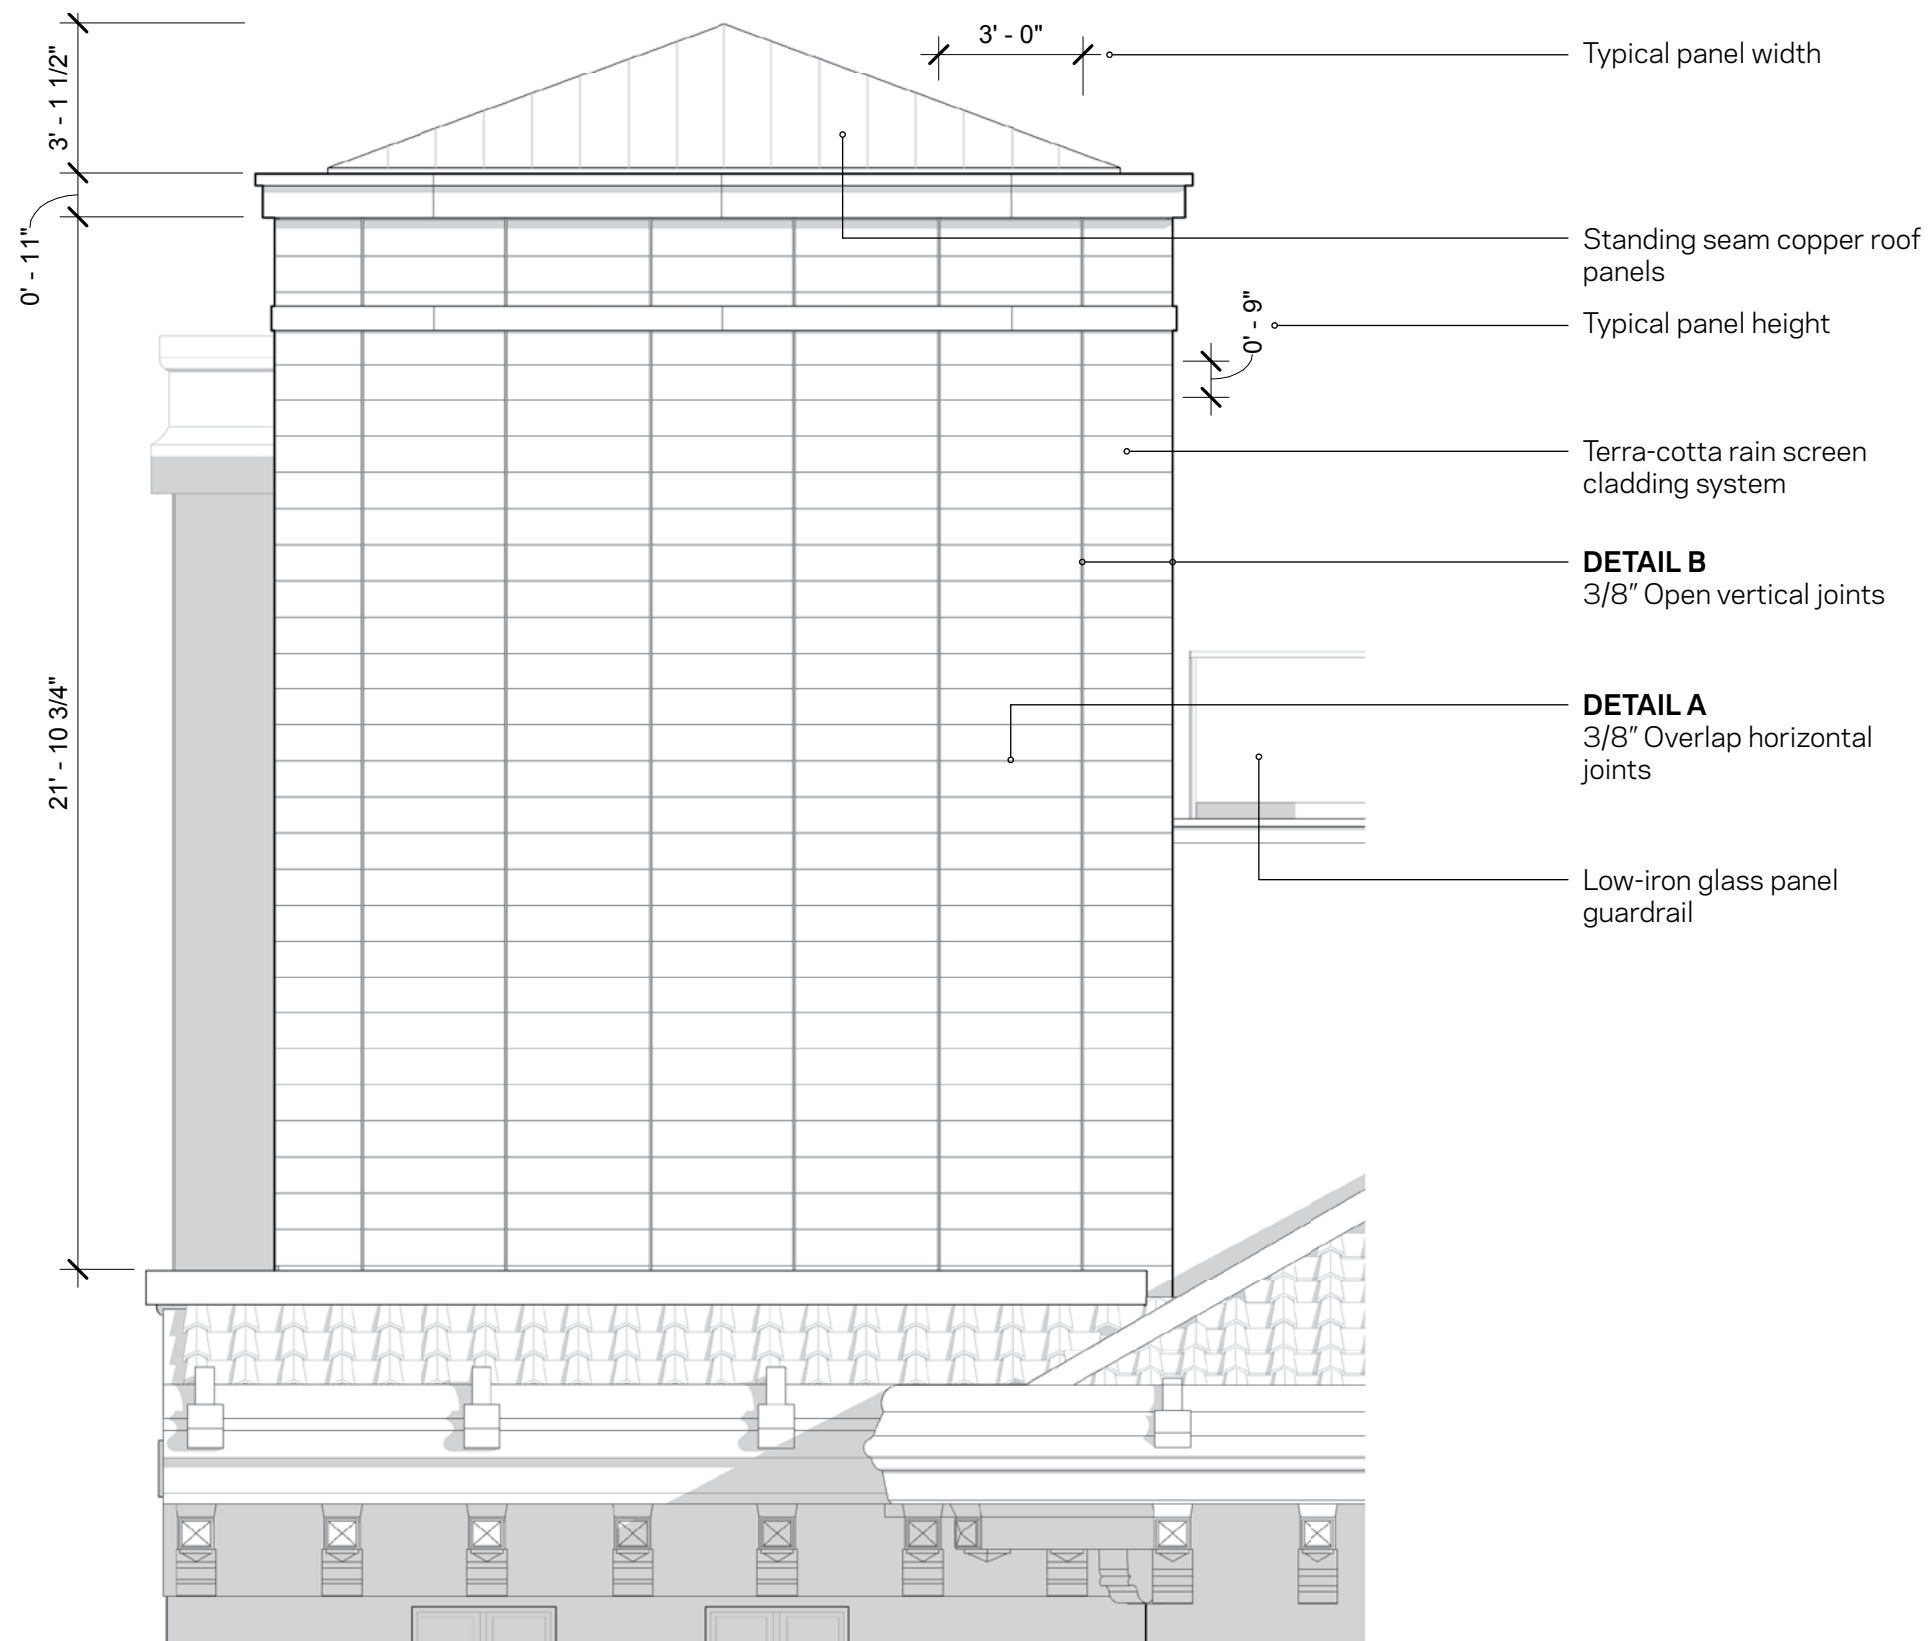 3' - 0"
Typical panel width
3' - 1 1/2"
0' - 11"
Standing seam copper roof
panels
0' - 9"
Typical panel height
Terra-cotta rain screen
cladding system
DETAIL B
3/8" Open vertical joints
21' - 10 3/4"
DETAIL A
3/8" Overlap horizontal
joints
Low-iron glass panel
guardrail